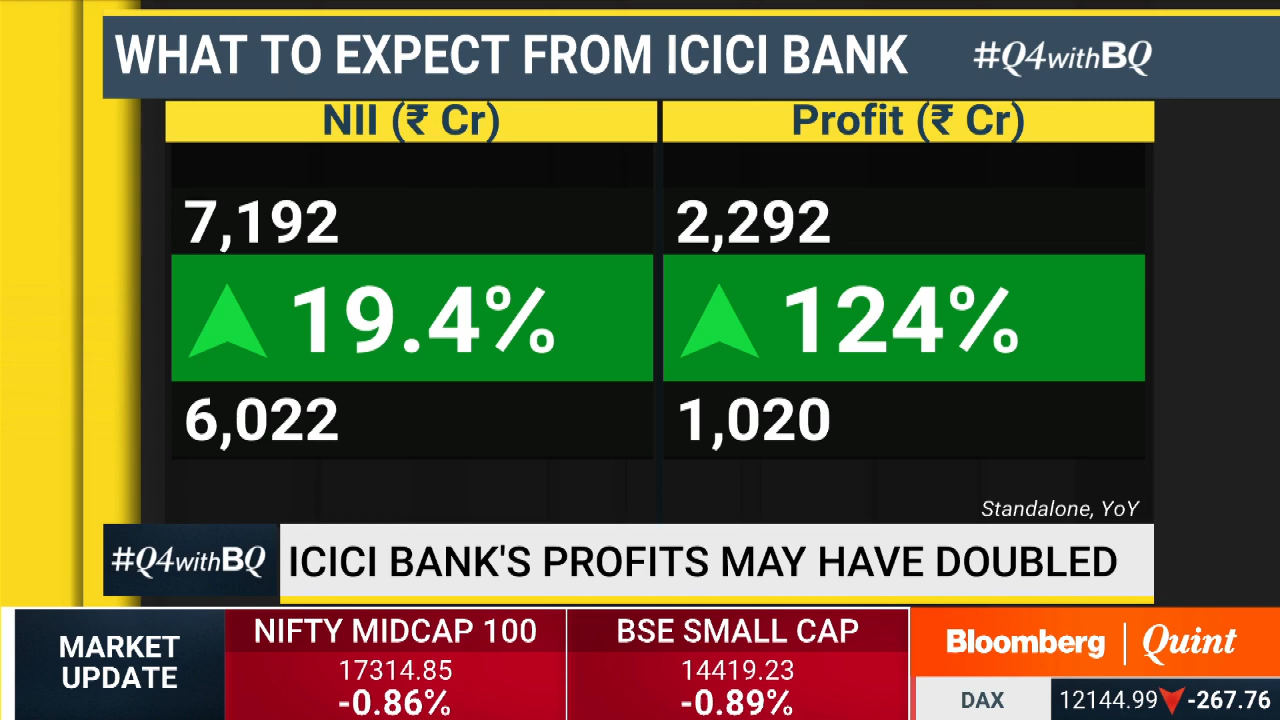 WHAT TO EXPECT FROM ICICI BANK #Q4withBQ
NII (₹ Cr) Profit (₹ Cr)
7,192 2,292
19.4% 124%
6,022 1,020
Standalone, YoY
#Q4withBQ ICICI BANK'S PROFITS MAY HAVE DOUBLED
MARKET UPDATE
NIFTY MIDCAP 100
17314.85
-0.86%
BSE SMALL CAP
14419.23
-0.89%
Bloomberg | Quint
DAX 12144.99 -267.76